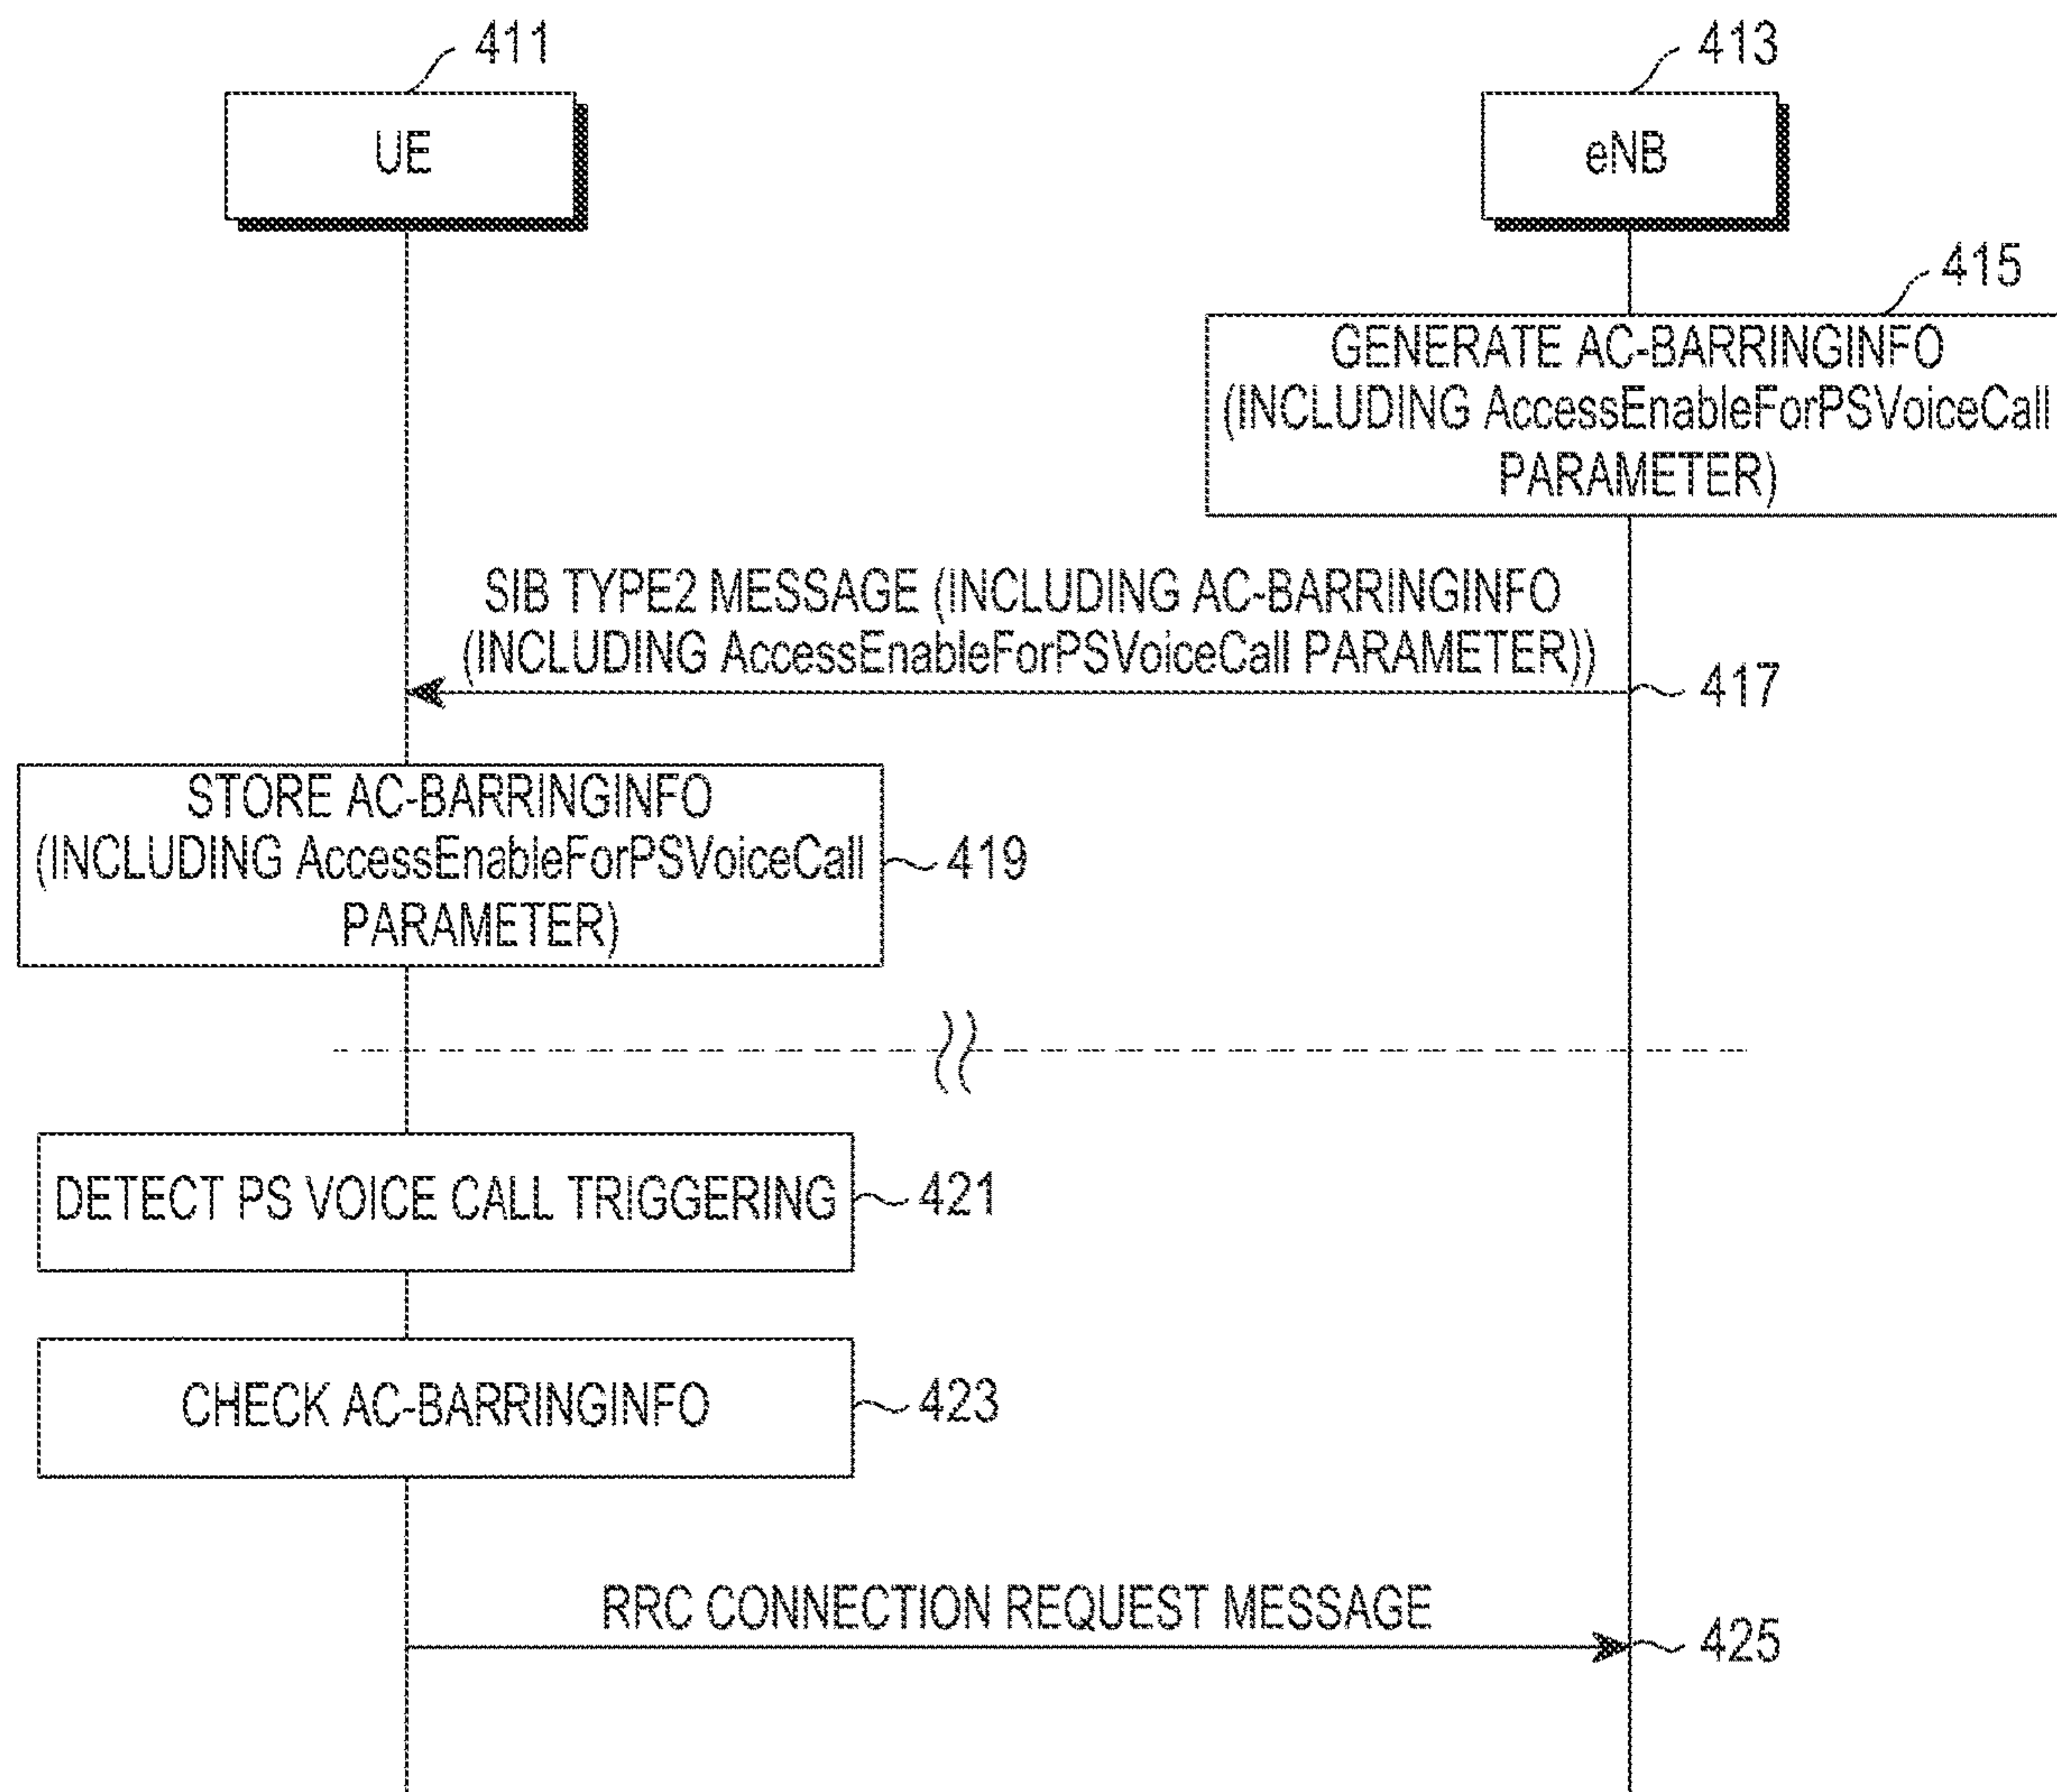 411
413
UE
eNB
415
GENERATE AC-BARRINGINFO
(INCLUDING AccessEnableForPSVoiceCall
PARAMETER)
SIB TYPE2 MESSAGE (INCLUDING AC-BARRINGINFO
(INCLUDING AccessEnableForPSVoiceCall PARAMETER))
417
STORE AC-BARRINGINFO
(INCLUDING AccessEnableForPSVoiceCall
PARAMETER)
419
DETECT PS VOICE CALL TRIGGERING
421
CHECK AC-BARRINGINFO
423
RRC CONNECTION REQUEST MESSAGE
425